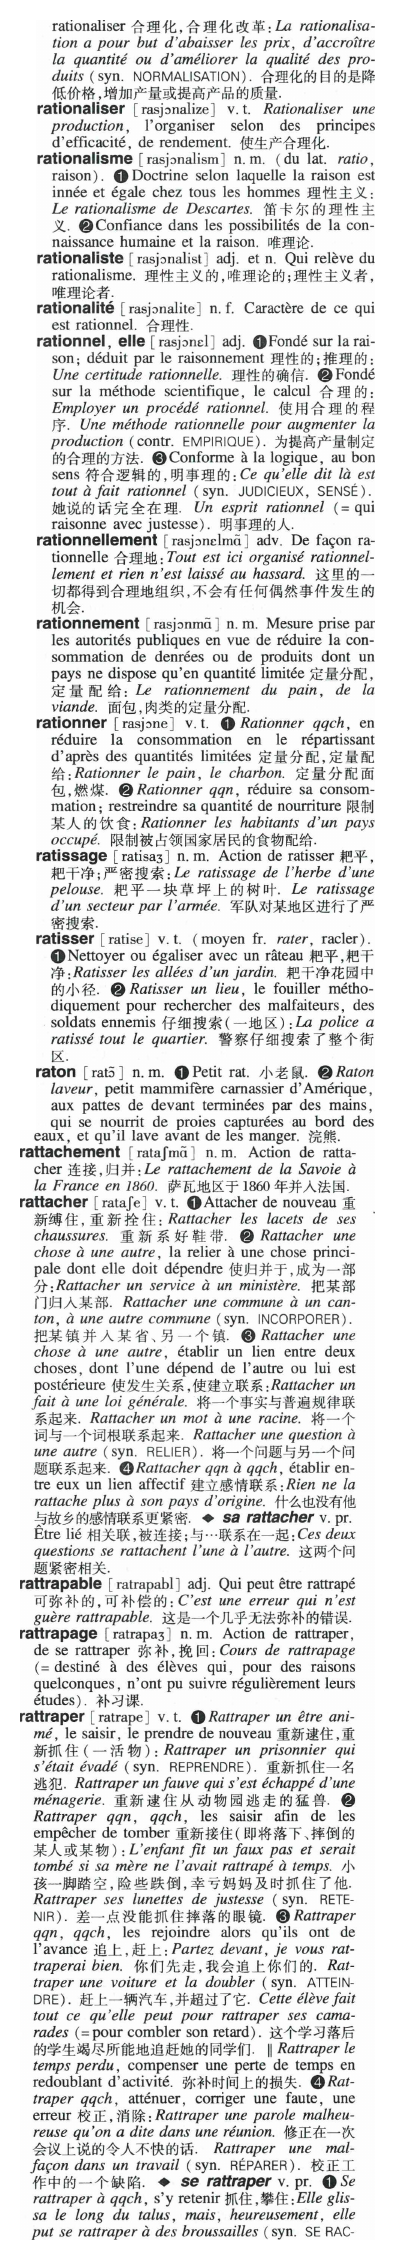 rationaliser 合理化,合理化改革:La rationalisa-
tion a pour but d'abaisser les prix, d'accroître
la quantité ou d'améliorer la qualité des pro-
duits (syn. NORMALISATION). 合理化的目的是降
低价格,增加产量或提高产品的质量.
rationaliser [rasjɔnalize] v. t. Rationaliser une
production, l'organiser selon des principes
d'efficacité, de rendement. 使生产合理化.
rationalisme [rasjɔnalism] n. m. (du lat. ratio,
raison). ❶Doctrine selon laquelle la raison est
innée et égale chez tous les hommes 理性主义:
Le rationalisme de Descartes. 笛卡尔的理性主
义. ❷Confiance dans les possibilités de la con-
naissance humaine et la raison. 唯理论.
rationaliste [rasjɔnalist] adj. et n. Qui relève du
rationalisme. 理性主义的,唯理论的;理性主义者,
唯理论者.
rationalité [rasjɔnalite] n. f. Caractère de ce qui
est rationnel. 合理性.
rationnel, elle [rasjɔnɛl] adj. ❶Fondé sur la rai-
son; déduit par le raisonnement 理性的;推理的:
Une certitude rationnelle. 理性的确信. ❷Fondé
sur la méthode scientifique, le calcul 合理的:
Employer un procédé rationnel. 使用合理的程
序. Une méthode rationnelle pour augmenter la
production (contr. EMPIRIQUE). 为提高产量制定
的合理的方法. ❸Conforme à la logique, au bon
sens 符合逻辑的,明事理的:Ce qu'elle dit là est
tout à fait rationnel (syn. JUDICIEUX, SENSÉ).
她说的话完全在理. Un esprit rationnel (= qui
raisonne avec justesse). 明事理的人.
rationnellement [rasjɔnɛlmɑ̃] adv. De façon ra-
tionnelle 合理地:Tout est ici organisé rationnel-
lement et rien n'est laissé au hassard. 这里的一
切都得到合理地组织,不会有任何偶然事件发生的
机会.
rationnement [rasjɔnmɑ̃] n. m. Mesure prise par
les autorités publiques en vue de réduire la con-
sommation de denrées ou de produits dont un
pays ne dispose qu'en quantité limitée 定量分配,
定量配给: Le rationnement du pain, de la
viande. 面包,肉类的定量分配.
rationner [rasjɔne] v. t. ❶ Rationner qqch, en
réduire la consommation en le répartissant
d'après des quantités limitées 定量分配,定量配
给:Rationner le pain, le charbon. 定量分配面
包,燃煤. ❷Rationner qqn, réduire sa consom-
mation; restreindre sa quantité de nourriture 限制
某人的饮食:Rationner les habitants d'un pays
occupé. 限制被占领国家居民的食物配给.
ratissage [ratisaʒ] n. m. Action de ratisser 耙平,
耙干净;严密搜索:Le ratissage de l'herbe d'une
pelouse. 耙平一块草坪上的树叶. Le ratissage
d'un secteur par l'armée. 军队对某地区进行了严
密搜索.
ratisser [ratise] v. t. (moyen fr. rater, racler).
❶Nettoyer ou égaliser avec un râteau 耙平,耙干
净:Ratisser les allées d'un jardin. 耙干净花园中
的小径. ❷ Ratisser un lieu, le fouiller métho-
diquement pour rechercher des malfaiteurs, des
soldats ennemis 仔细搜索(一地区):La police a
ratissé tout le quartier. 警察仔细搜索了整个街
区.
raton [ratɔ̃] n. m. ❶Petit rat. 小老鼠. ❷Raton
laveur, petit mammifère carnassier d'Amérique,
aux pattes de devant terminées par des mains,
qui se nourrit de proies capturées au bord des
eaux, et qu'il lave avant de les manger. 浣熊.
rattachement [rataʃmɑ̃] n. m. Action de ratta-
cher 连接,归并:Le rattachement de la Savoie à
la France en 1860. 萨瓦地区于1860年并入法国.
rattacher [rataʃe] v. t. ❶Attacher de nouveau 重
新缚住,重新拴住: Rattacher les lacets de ses
chaussures. 重新系好鞋带. ❷ Rattacher une
chose à une autre, la relier à une chose princi-
pale dont elle doit dépendre 使归并于,成为一部
分:Rattacher un service à un ministère. 把某部
门归入某部. Rattacher une commune à un can-
ton, à une autre commune (syn. INCORPORER).
把某镇并入某省、另一个镇. ❸ Rattacher une
chose à une autre, établir un lien entre deux
choses, dont l'une dépend de l'autre ou lui est
postérieure 使发生关系,使建立联系:Rattacher un
fait à une loi générale. 将一个事实与普遍规律联
系起来. Rattacher un mot à une racine. 将一个
词与一个词根联系起来. Rattacher une question à
une autre (syn. RELIER). 将一个问题与另一个问
题联系起来. ❹Rattacher qqn à qqch, établir en-
tre eux un lien affectif 建立感情联系:Rien ne la
rattache plus à son pays d'origine. 什么也没有他
与故乡的感情联系更紧密. ◆ sa rattacher v. pr.
Être lié 相关联,被连接;与…联系在一起:Ces deux
questions se rattachent l'une à l'autre. 这两个问
题紧密相关.
rattrapable [ratrapabl] adj. Qui peut être rattrapé
可弥补的,可补偿的: C'est une erreur qui n'est
guère rattrapable. 这是一个几乎无法弥补的错误.
rattrapage [ratrapaʒ] n. m. Action de rattraper,
de se rattraper 弥补,挽回: Cours de rattrapage
(= destiné à des élèves qui, pour des raisons
quelconques, n'ont pu suivre régulièrement leurs
études). 补习课.
rattraper [ratrape] v. t. ❶ Rattraper un être ani-
mé, le saisir, le prendre de nouveau 重新逮住,重
新抓住(一活物): Rattraper un prisonnier qui
s'était évadé (syn. REPRENDRE). 重新抓住一名
逃犯. Rattraper un fauve qui s'est échappé d'une
ménagerie. 重新逮住从动物园逃走的猛兽. ❷
Rattraper qqn, qqch, les saisir afin de les
empêcher de tomber 重新接住(即将落下、摔倒的
某人或某物):L'enfant fit un faux pas et serait
tombé si sa mère ne l'avait rattrapé à temps. 小
孩一脚踏空,险些跌倒,幸亏妈妈及时抓住了他.
Rattraper ses lunettes de justesse (syn. RETE-
NIR). 差一点没能抓住摔落的眼镜. ❸Rattraper
qqn, qqch, les rejoindre alors qu'ils ont de
l'avance 追上,赶上:Partez devant, je vous rat-
traperai bien. 你们先走,我会追上你们的. Rat-
traper une voiture et la doubler (syn. ATTEIN-
DRE). 赶上一辆汽车,并超过了它. Cette élève fait
tout ce qu'elle peut pour rattraper ses cama-
rades (=pour combler son retard). 这个学习落后
的学生竭尽所能地追赶她的同学们. ‖ Rattraper le
temps perdu, compenser une perte de temps en
redoublant d'activité. 弥补时间上的损失. ❹Rat-
traper qqch, atténuer, corriger une faute, une
erreur 校正,消除:Rattraper une parole malheu-
reuse qu'on a dite dans une réunion. 修正在一次
会议上说的令人不快的话. Rattraper une mal-
façon dans un travail (syn. RÉPARER). 校正工
作中的一个缺陷. ◆ se rattraper v. pr. ❶Se
rattraper à qqch, s'y retenir 抓住,攀住:Elle glis-
sa le long du talus, mais, heureusement, elle
put se rattraper à des broussailles (syn. SE RAC-